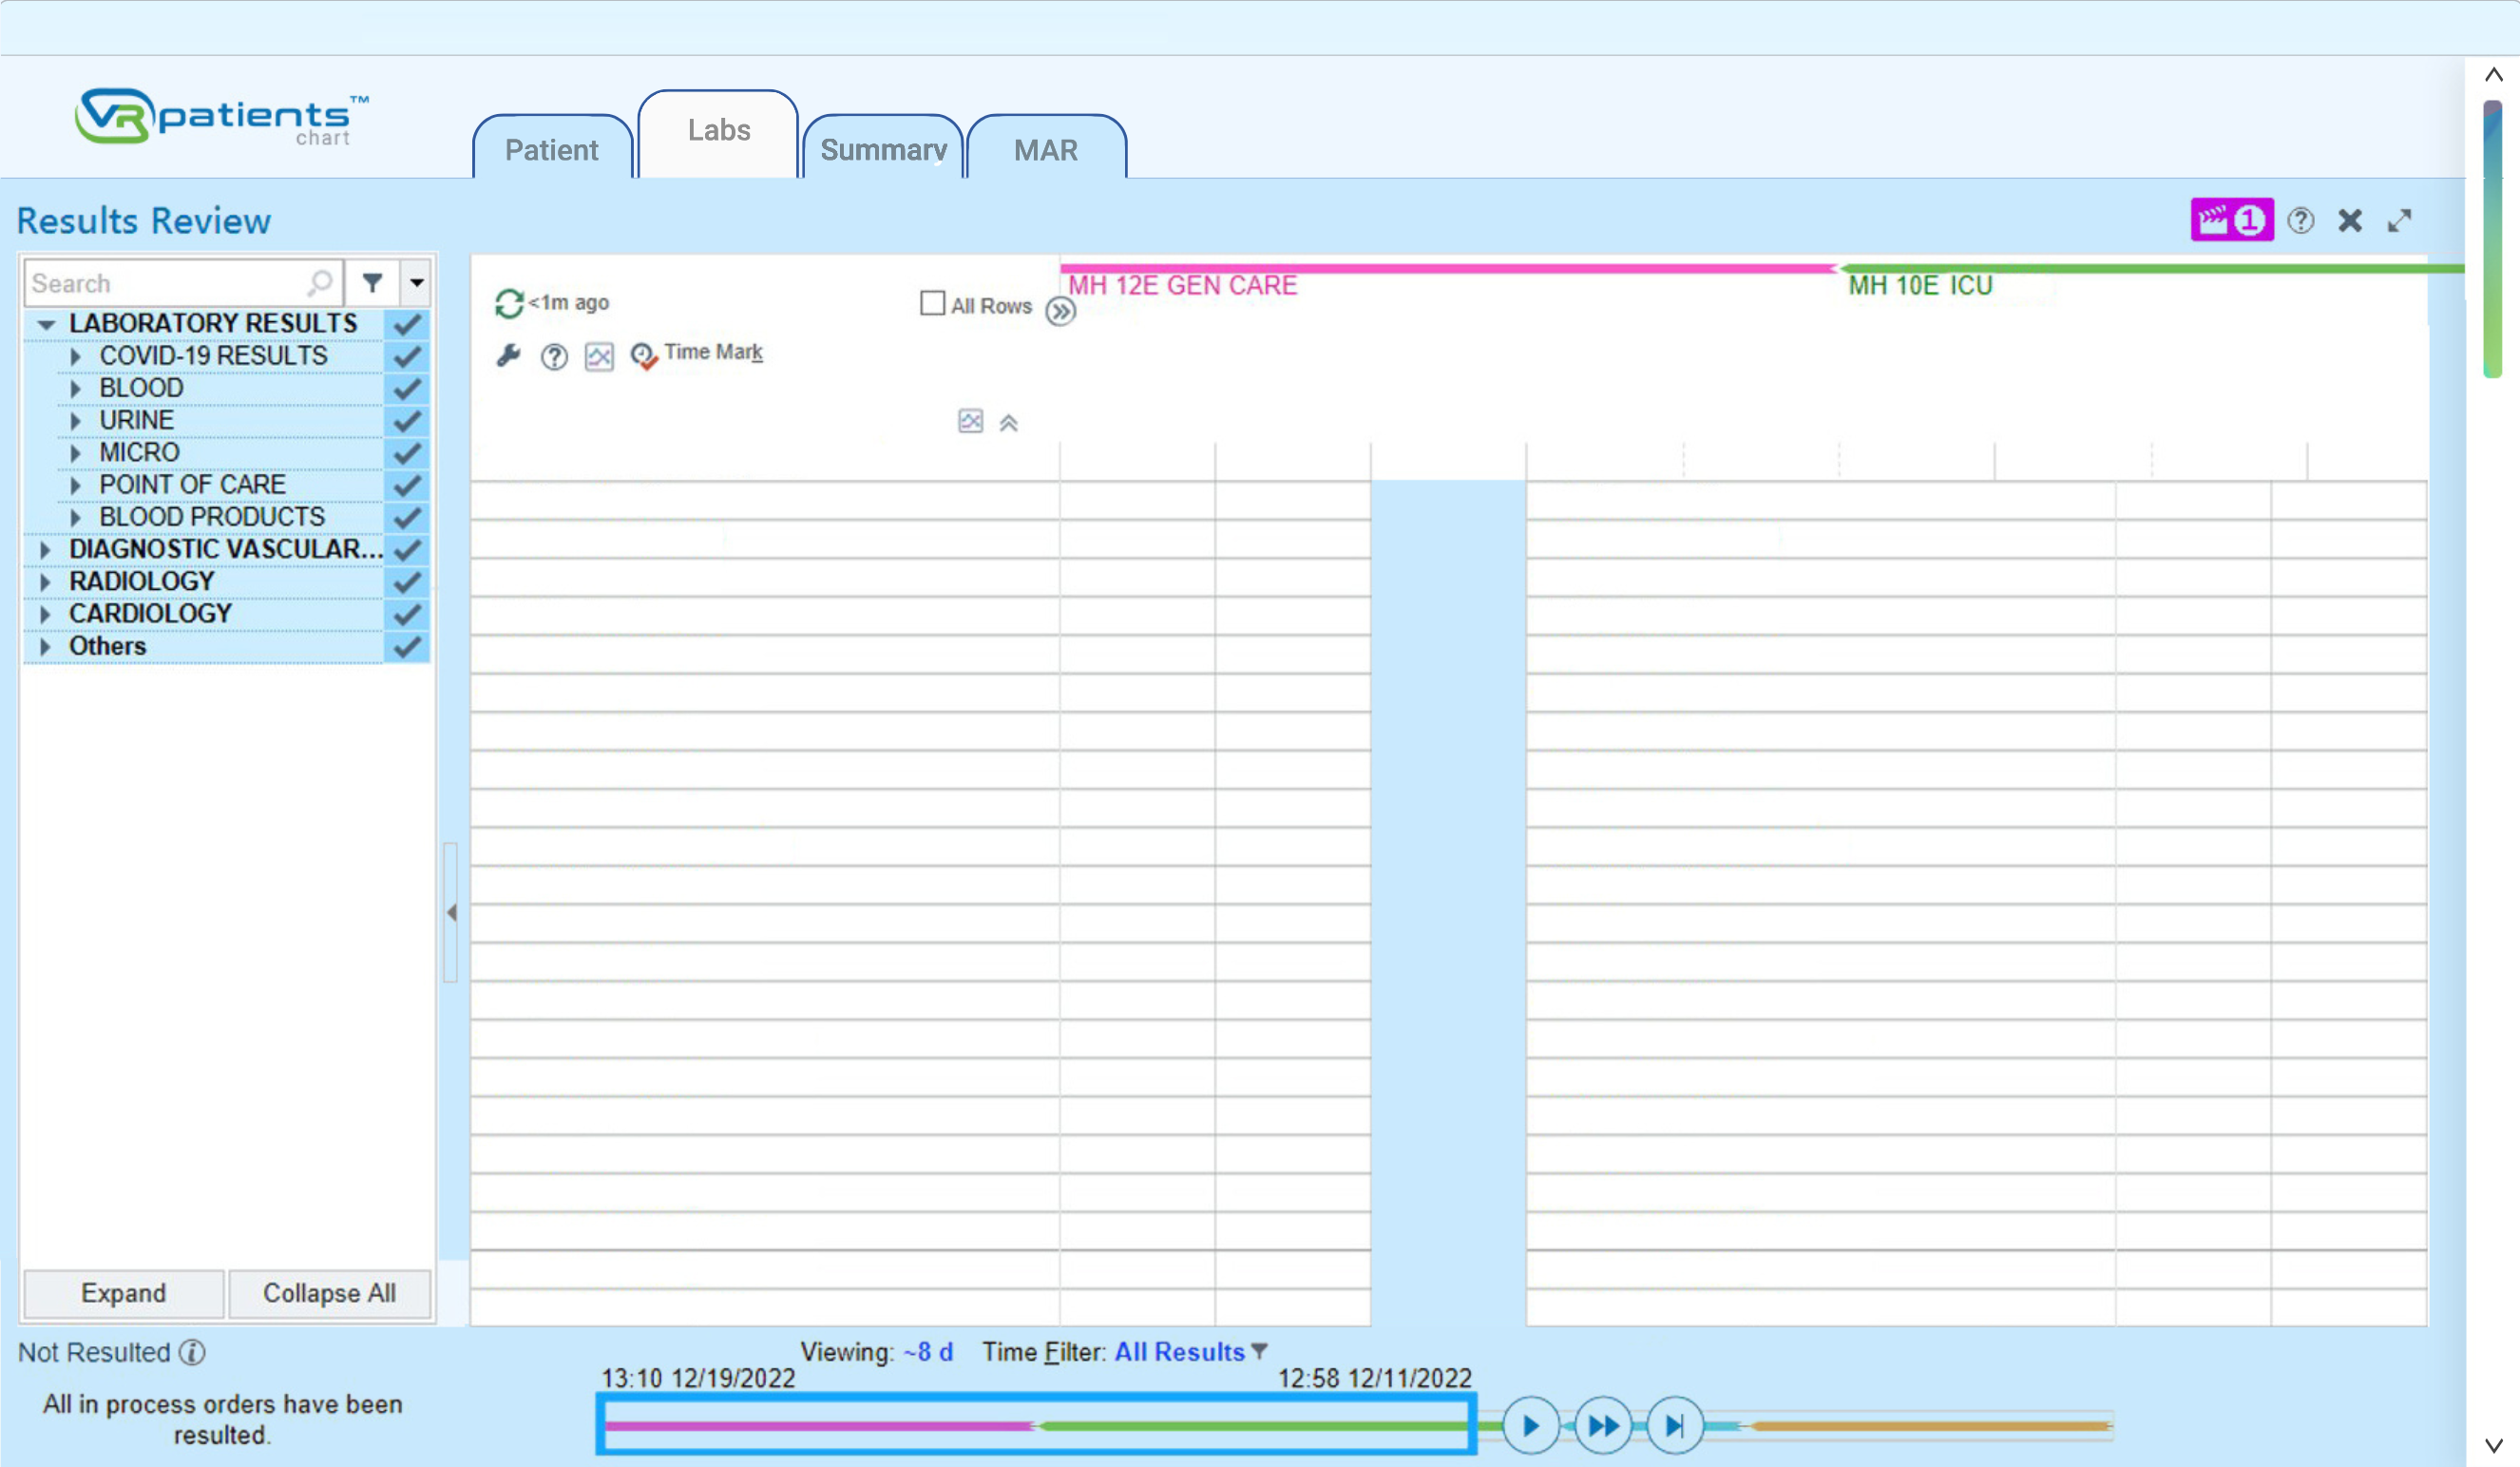 VRpatients™
chart
Patient
Labs
Summary
MAR
Results Review
1
Search
<1m ago
All Rows
MH 12E GEN CARE
MH 10E ICU
Time Mark
LABORATORY RESULTS
COVID-19 RESULTS
BLOOD
URINE
MICRO
POINT OF CARE
BLOOD PRODUCTS
DIAGNOSTIC VASCULAR...
RADIOLOGY
CARDIOLOGY
Others
Expand
Collapse All
Not Resulted
All in process orders have been
resulted.
Viewing: ~8 d Time Filter: All Results
13:10 12/19/2022
12:58 12/11/2022